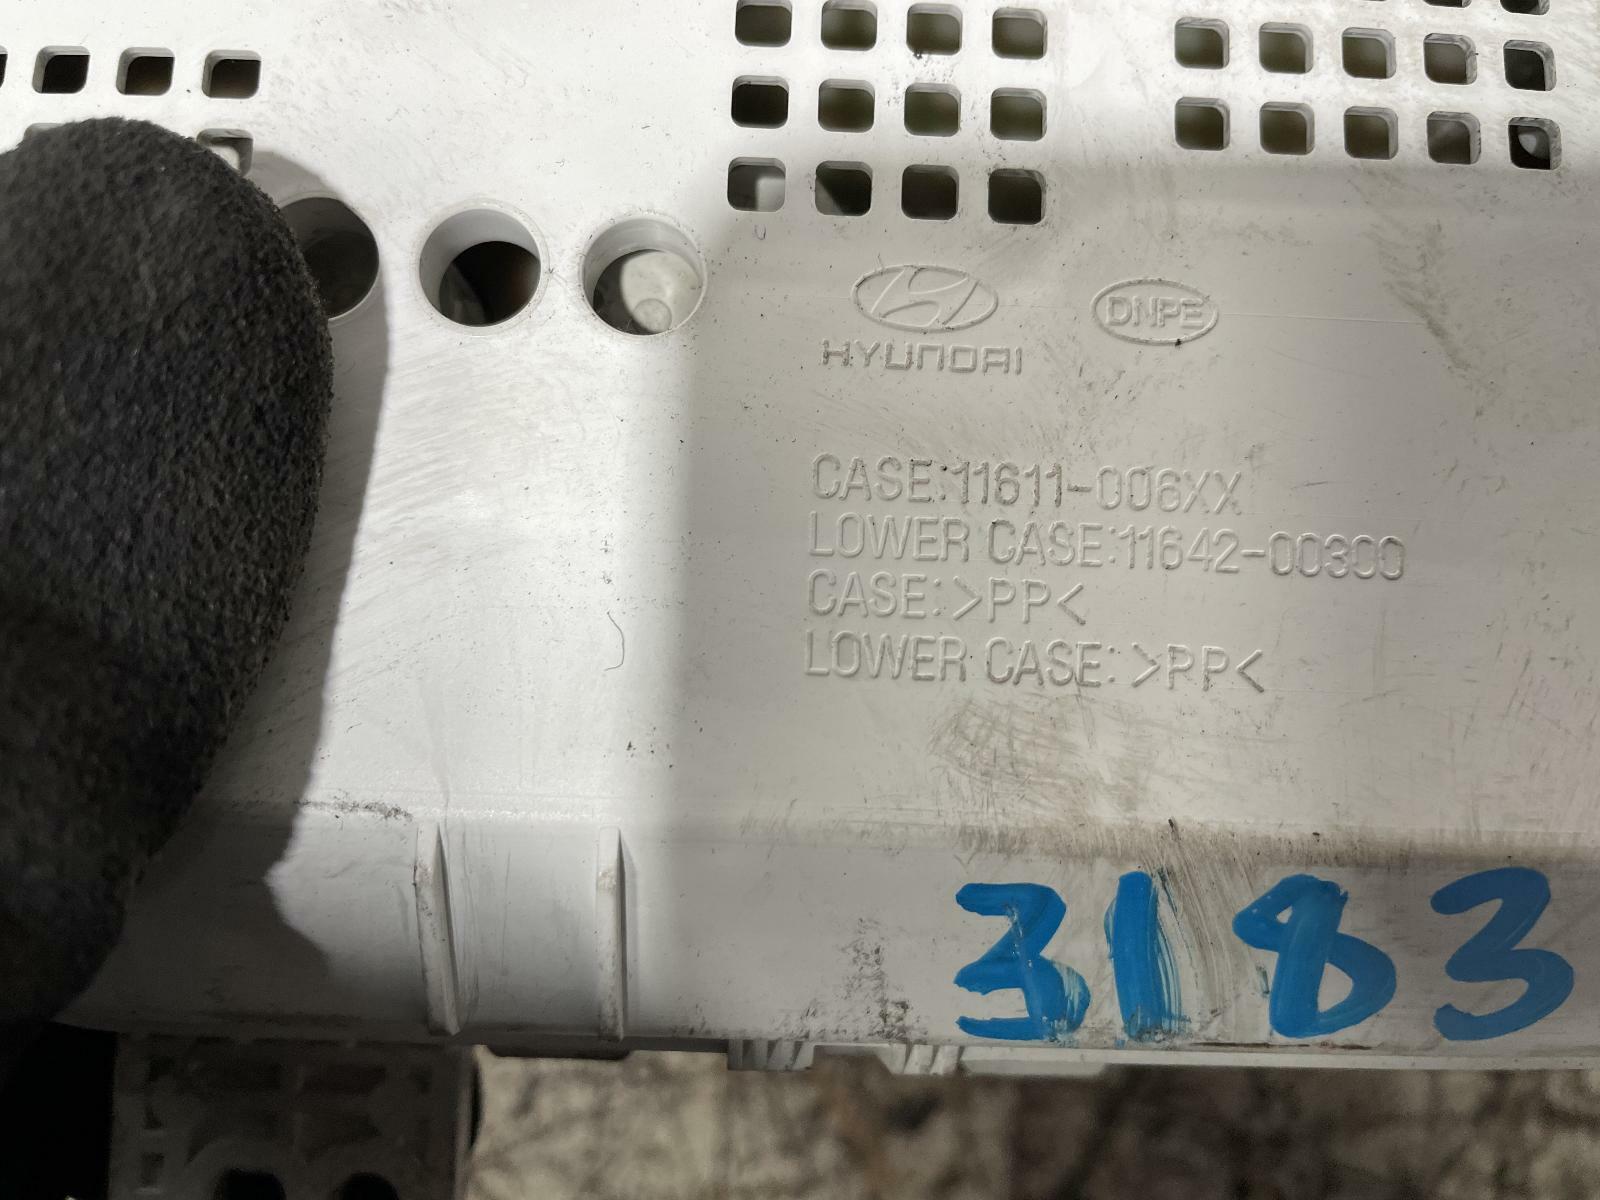 HYUNDAI
DNPE
CASE:11611-006XX
LOWER CASE:11642-00300
CASE:>PP<
LOWER CASE:>PP<
3183